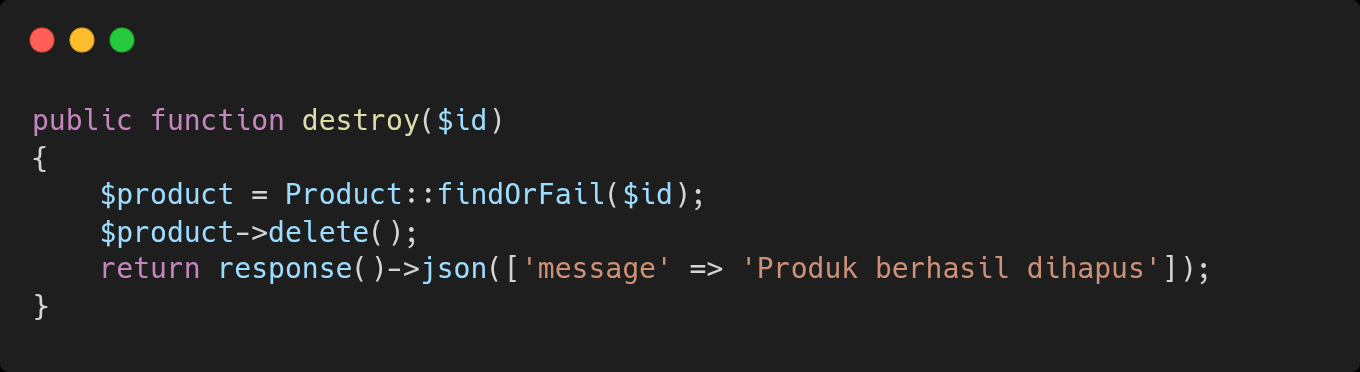 public function destroy($id)
{
    $product = Product::findOrFail($id);
    $product->delete();
    return response()->json(['message' => 'Produk berhasil dihapus']);
}